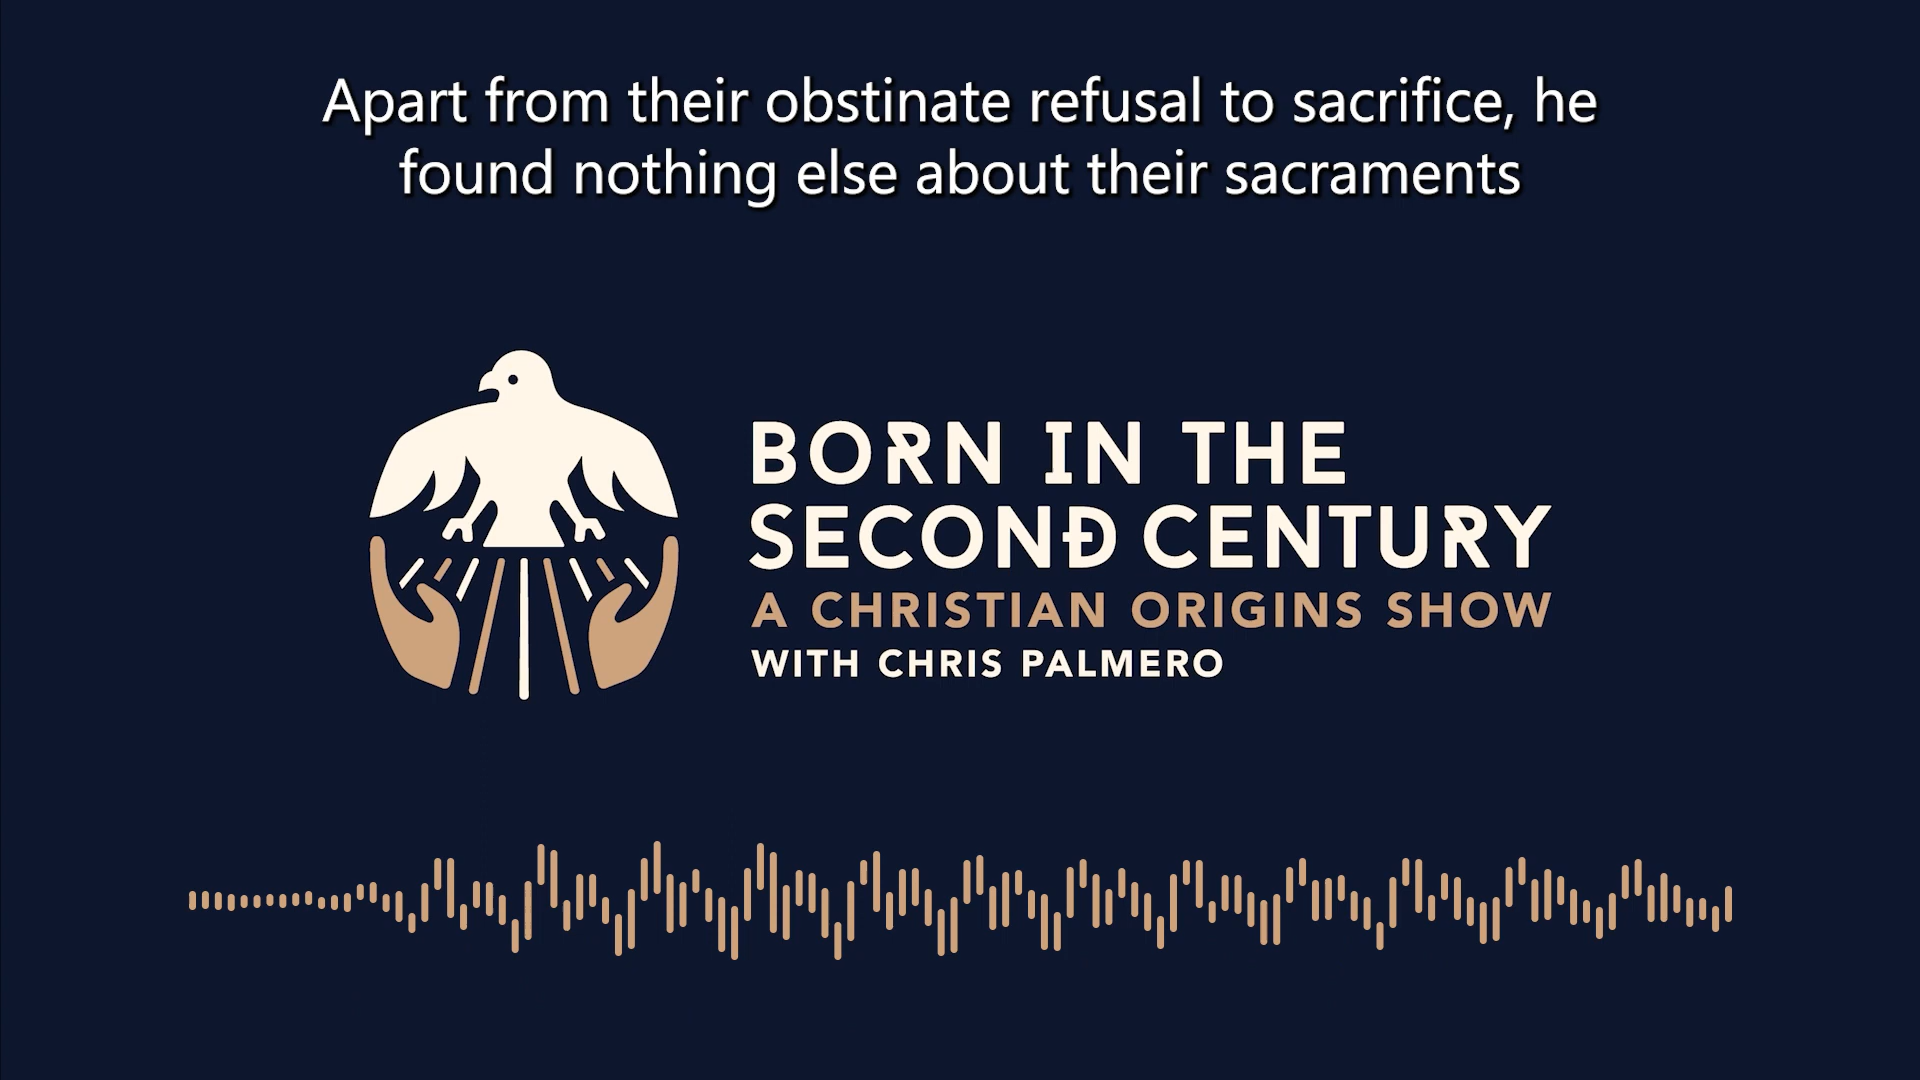 Apart from their obstinate refusal to sacrifice, he
found nothing else about their sacraments
BORN IN THE
SECOND CENTURY
A CHRISTIAN ORIGINS SHOW
WITH CHRIS PALMERO